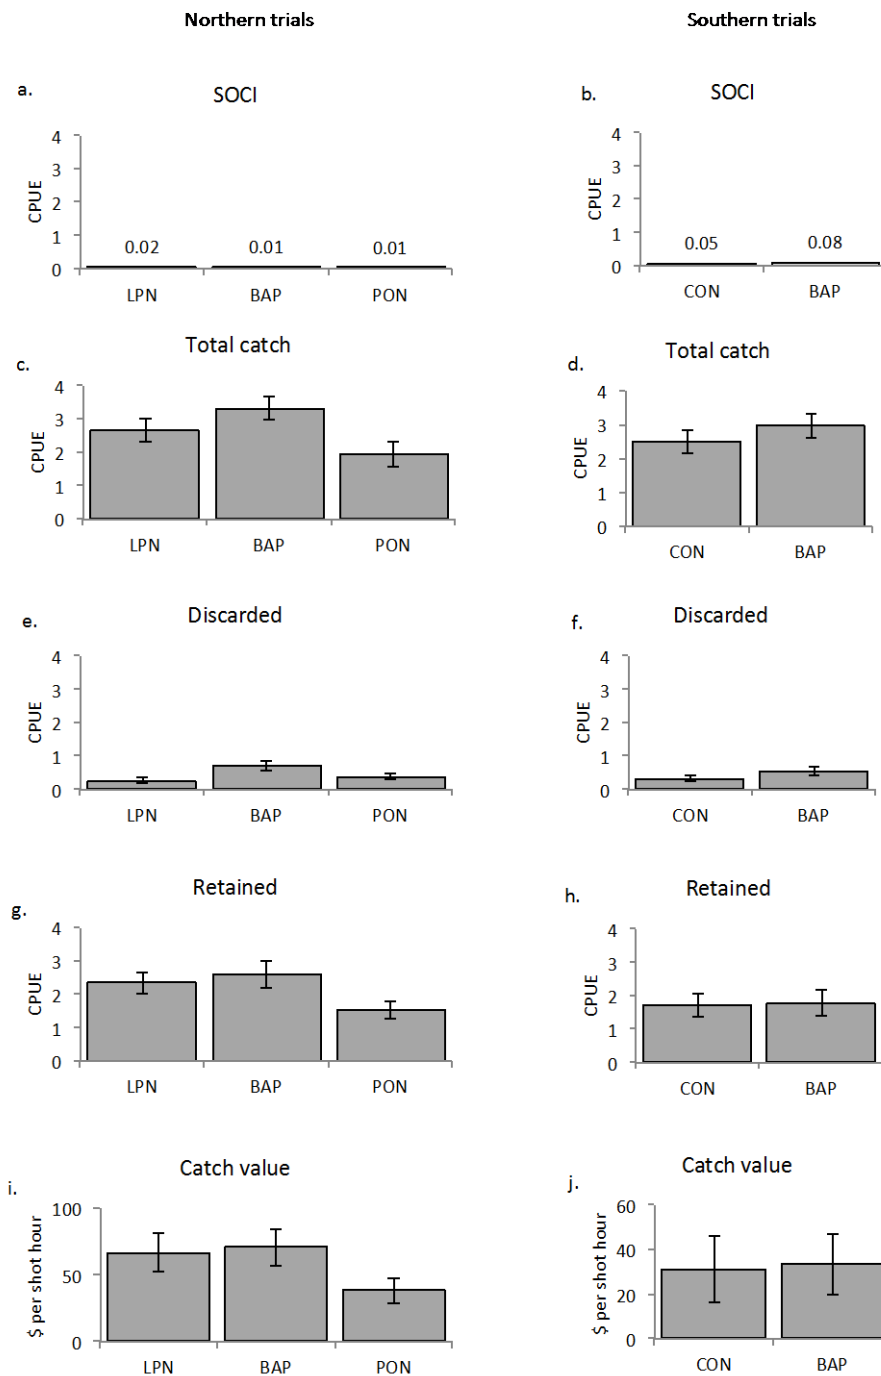 Northern trials
Southern trials
a.
SOCI
4
3
2
1
0
CPUE
0.02 0.01 0.01
LPN BAP PON
b.
SOCI
4
3
2
1
0
CPUE
0.05 0.08
CON BAP
c.
Total catch
4
3
2
1
0
CPUE
LPN BAP PON
d.
Total catch
4
3
2
1
0
CPUE
CON BAP
e.
Discarded
4
3
2
1
0
CPUE
LPN BAP PON
f.
Discarded
4
3
2
1
0
CPUE
CON BAP
g.
Retained
4
3
2
1
0
CPUE
LPN BAP PON
h.
Retained
4
3
2
1
0
CPUE
CON BAP
i.
Catch value
100
50
0
$ per shot hour
LPN BAP PON
j.
Catch value
60
40
20
0
$ per shot hour
CON BAP